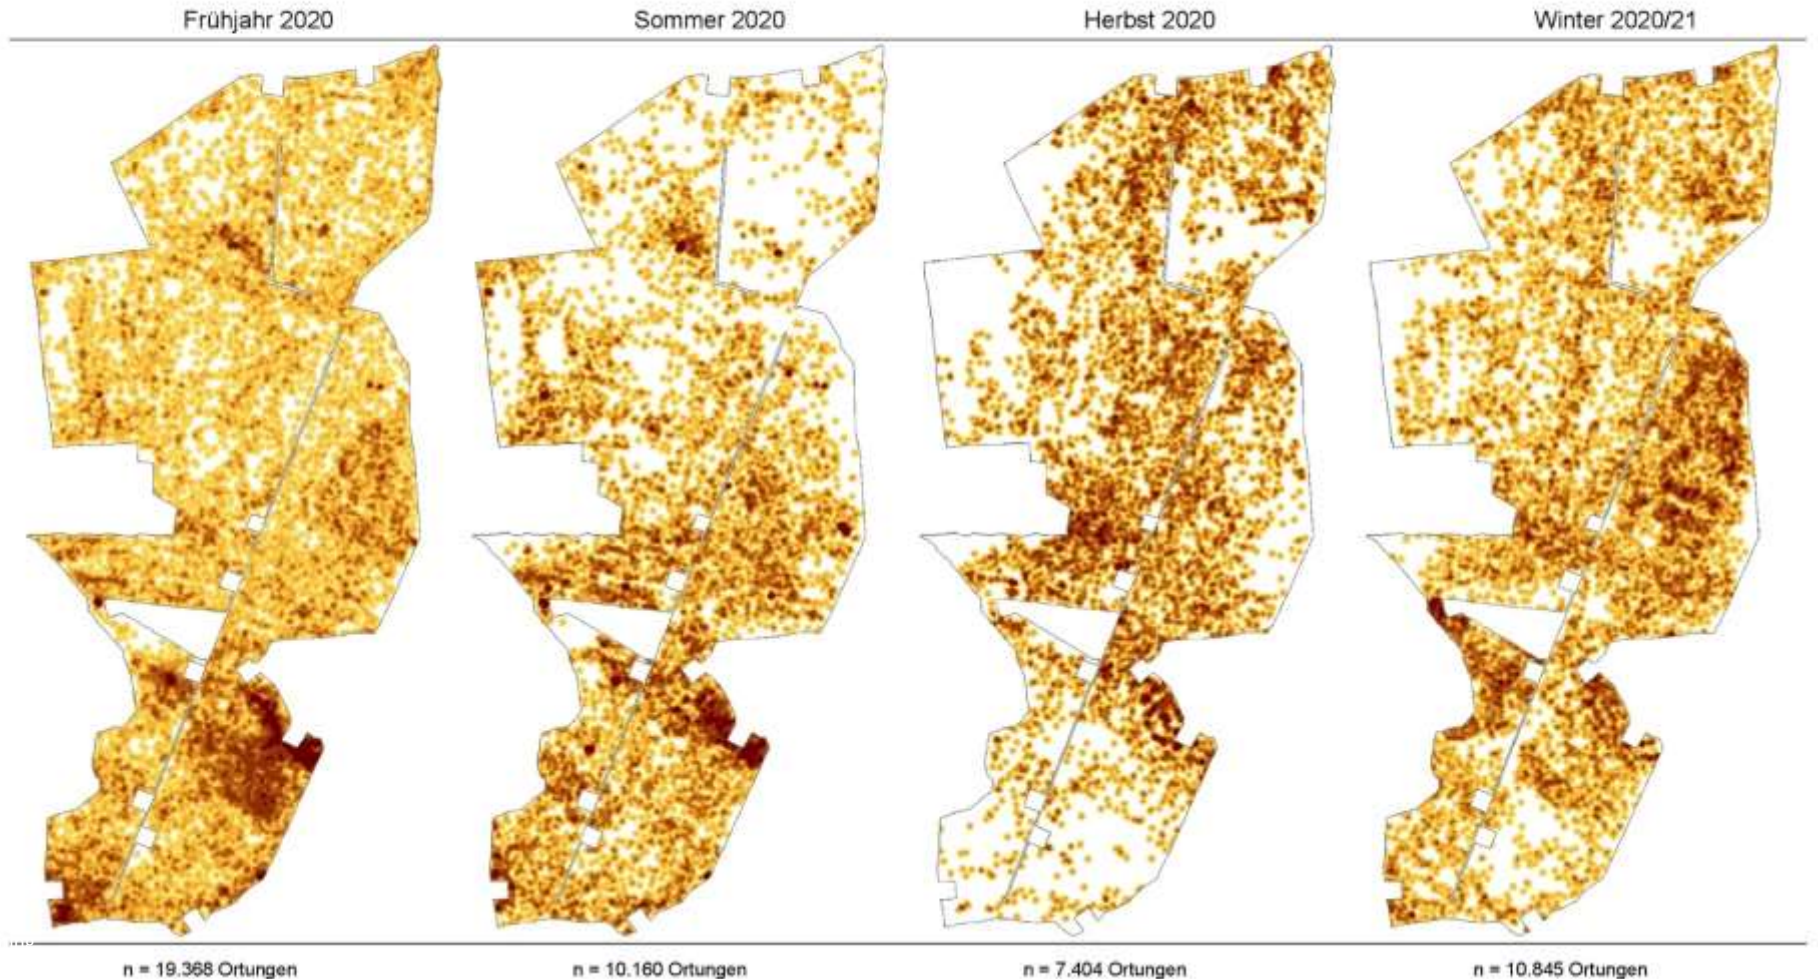 Frühjahr 2020
Sommer 2020
Herbst 2020
Winter 2020/21
n = 19.368 Ortungen
n = 10.160 Ortungen
n = 7.404 Ortungen
n = 10.845 Ortungen